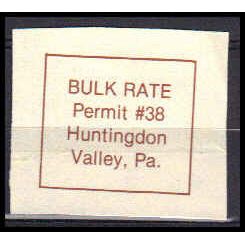 BULK RATE
Permit #38
Huntingdon
Valley, Pa.